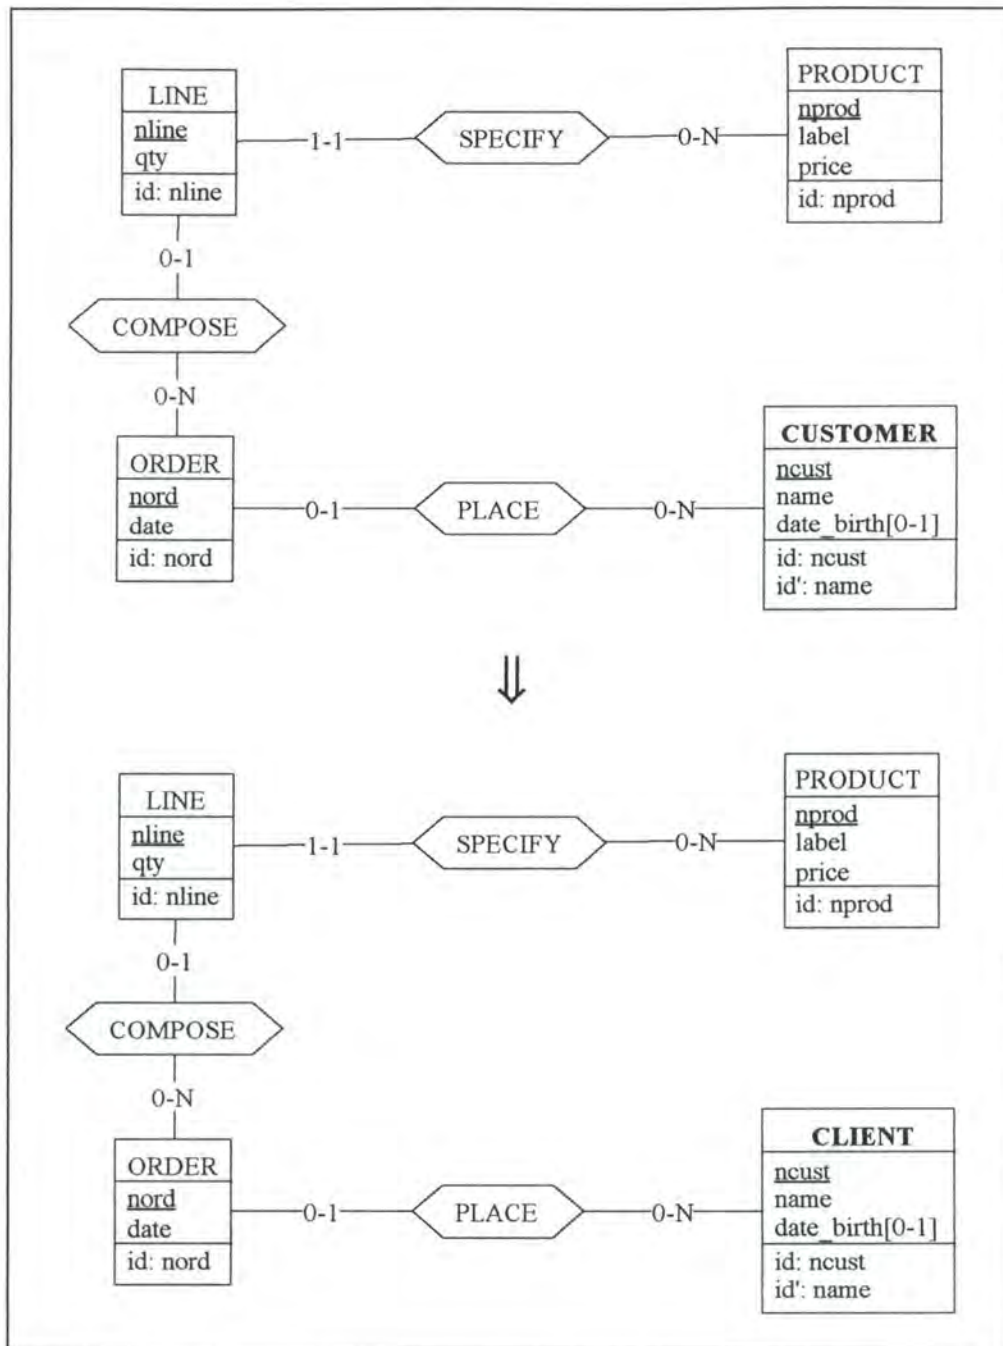 LINE
nline
qty
id: nline
1-1
SPECIFY
0-N
PRODUCT
nprod
label
price
id: nprod
0-1
COMPOSE
0-N
ORDER
nord
date
id: nord
0-1
PLACE
0-N
CUSTOMER
ncust
name
date_birth[0-1]
id: ncust
id': name
LINE
nline
qty
id: nline
1-1
SPECIFY
0-N
PRODUCT
nprod
label
price
id: nprod
0-1
COMPOSE
0-N
ORDER
nord
date
id: nord
0-1
PLACE
0-N
CLIENT
ncust
name
date_birth[0-1]
id: ncust
id': name